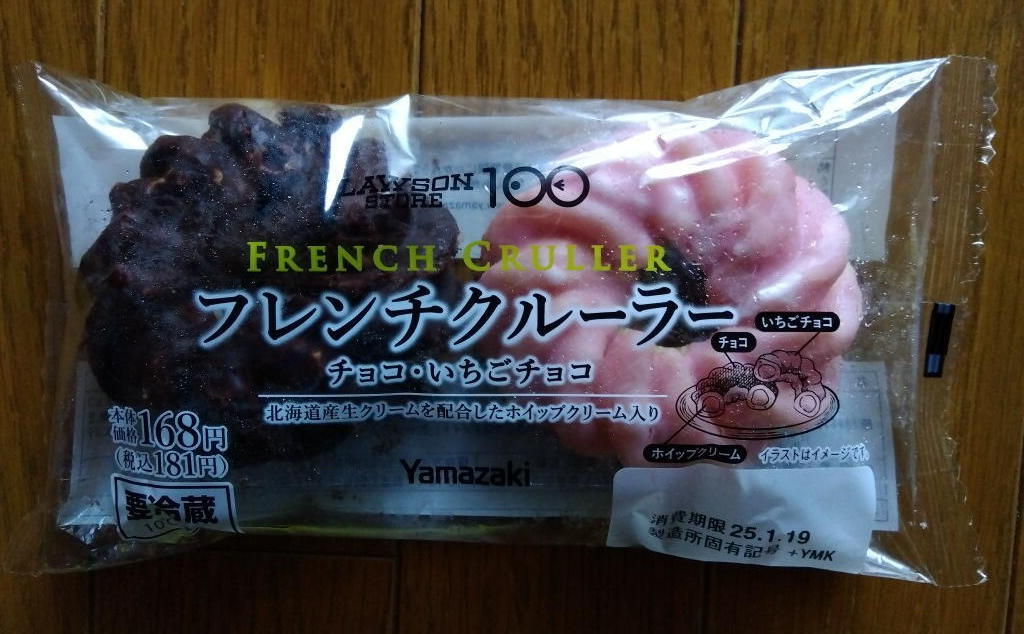 LAWSON 100
STORE
FRENCH CRULLER
フレンチクルーラー
チョコ・いちごチョコ
北海道産生クリームを配合したホイップクリーム入り
いちごチョコ
チョコ
ホイップクリーム
イラストはイメージです。
本体価格168円
(税込181円)
要冷蔵
Yamazaki
消費期限 25.1.19
製造所固有記号 +YMK